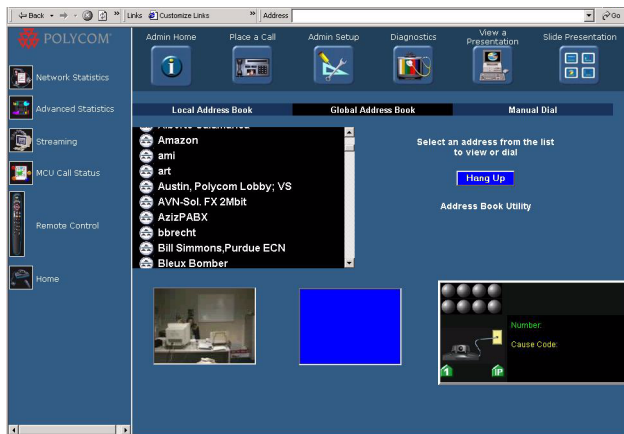 Back
Links
Customize Links
Address
Go
POLYCOM
Admin Home
Place a Call
Admin Setup
Diagnostics
View a
Presentation
Slide Presentation
Network Statistics
Advanced Statistics
Streaming
MCU Call Status
Remote Control
Home
Local Address Book
Global Address Book
Manual Dial
Amazon
ami
art
Austin, Polycom Lobby; VS
AVN-Sol. FX 2Mbit
AzizPABX
bbrecht
Bill Simmons,Purdue ECN
Bleux Bomber
Select an address from the list
to view or dial
Hang Up
Address Book Utility
Number:
Cause Code:
1
IP